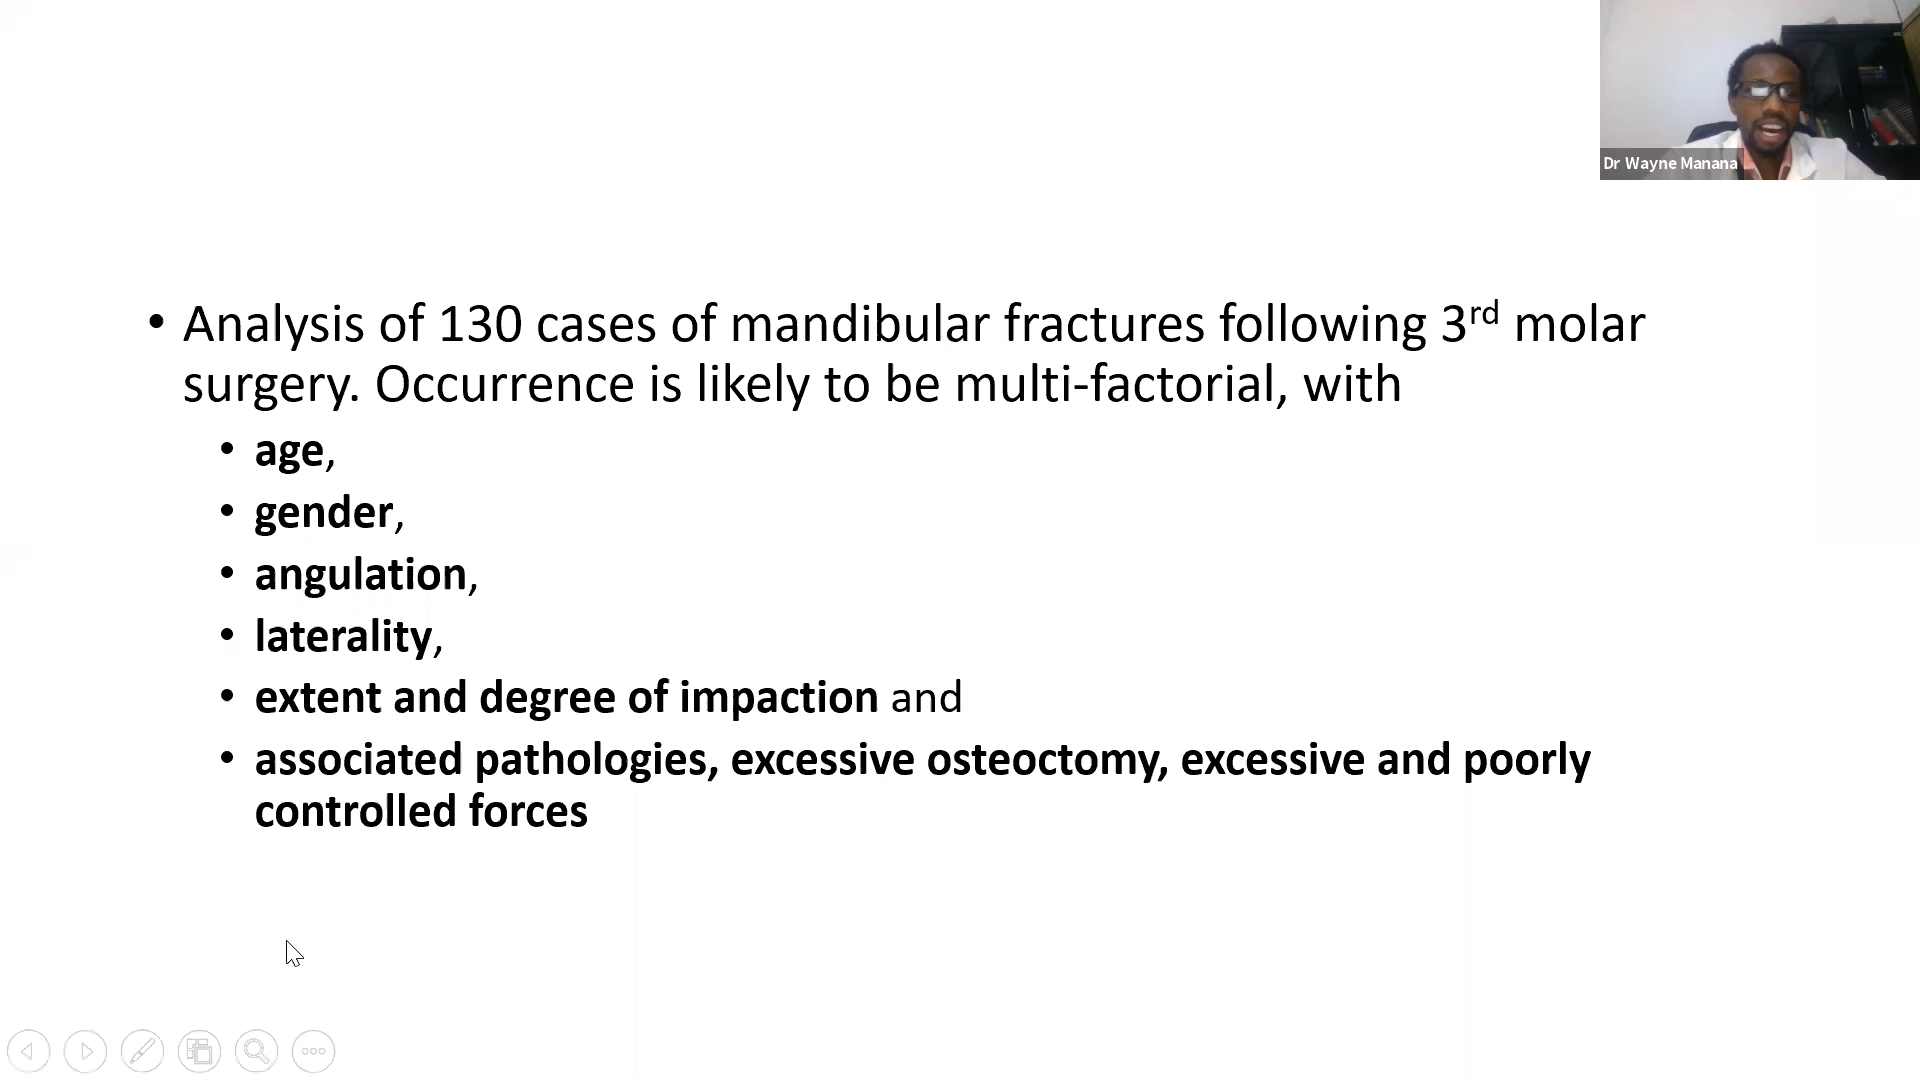 Dr Wayne Manana
• Analysis of 130 cases of mandibular fractures following 3rd molar
surgery. Occurrence is likely to be multi-factorial, with
• age,
• gender,
• angulation,
• laterality,
• extent and degree of impaction and
• associated pathologies, excessive osteoctomy, excessive and poorly
controlled forces